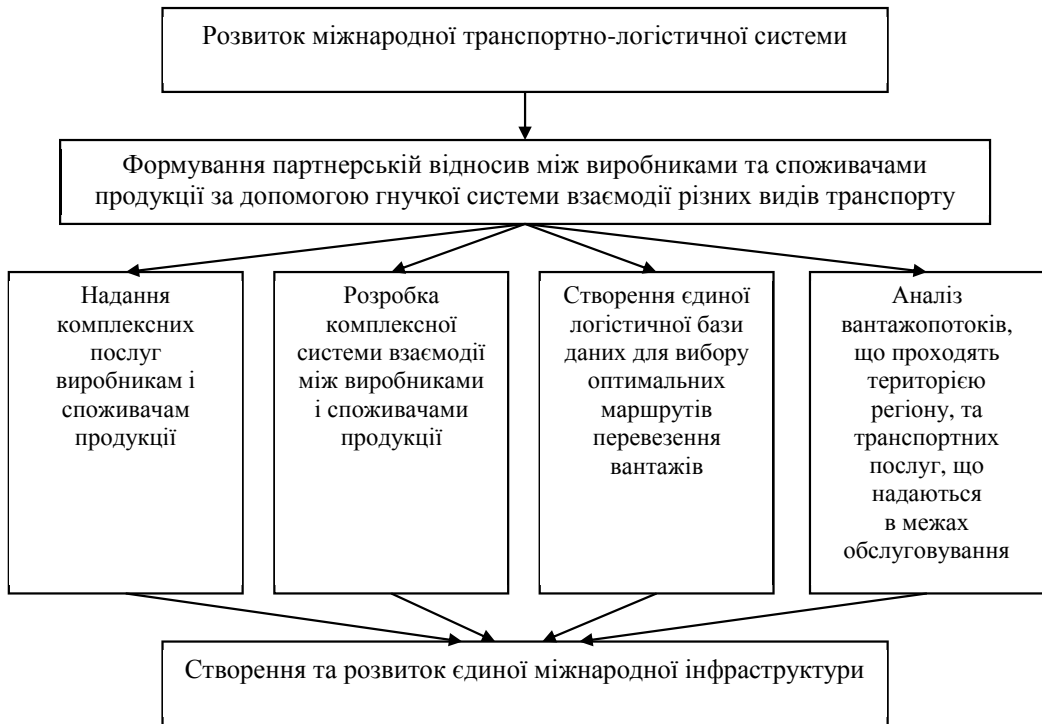 Розвиток міжнародної транспортно-логістичної системи
Формування партнерській відносив між виробниками та споживачами
продукції за допомогою гнучкої системи взаємодії різних видів транспорту
Надання
комплексних
послуг
виробникам і
споживачам
продукції
Розробка
комплексної
системи взаємодії
між виробниками
і споживачами
продукції
Створення єдиної
логістичної бази
даних для вибору
оптимальних
маршрутів
перевезення
вантажів
Аналіз
вантажопотоків,
що проходять
територією
регіону, та
транспортних
послуг, що
надаються
в межах
обслуговування
Створення та розвиток єдиної міжнародної інфраструктури